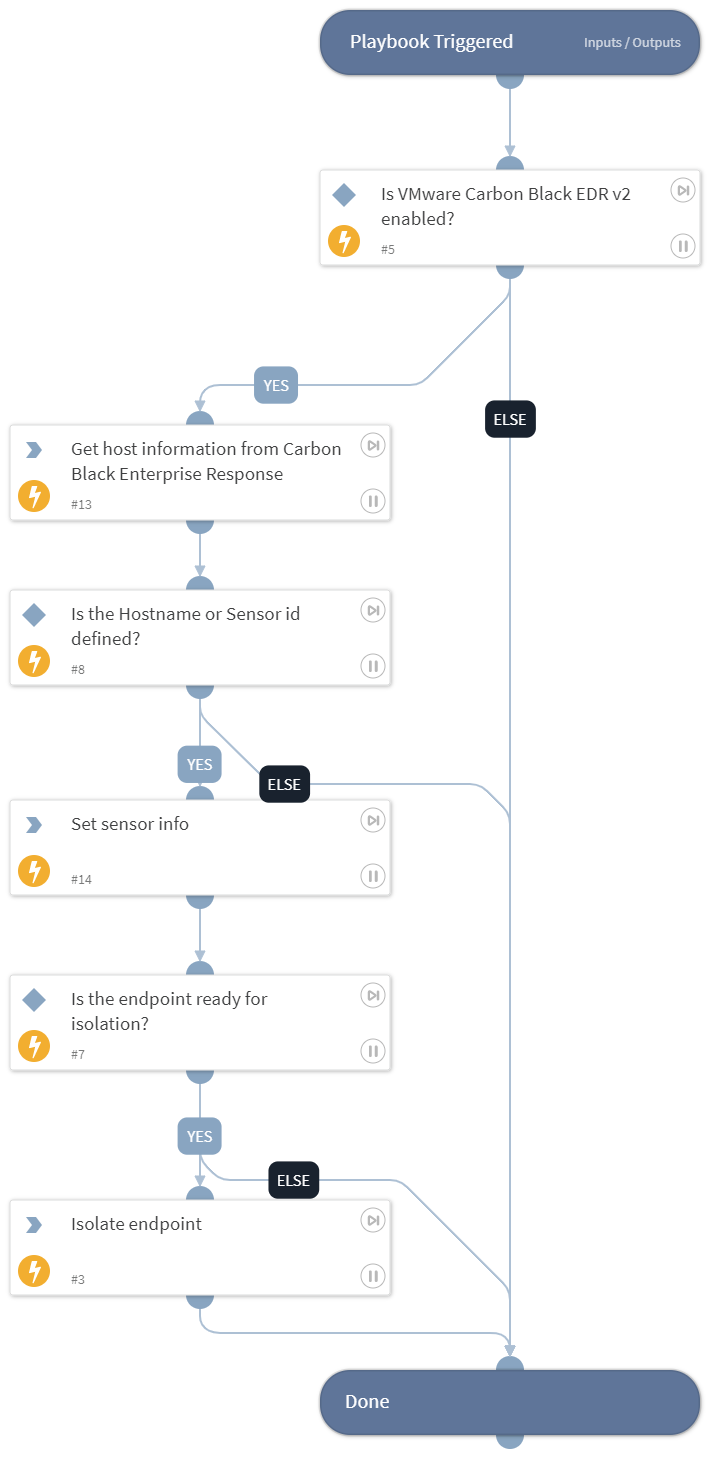 Playbook Triggered
Inputs / Outputs
Is VMware Carbon Black EDR v2
enabled?
#5
YES
ELSE
Get host information from Carbon
Black Enterprise Response
#13
Is the Hostname or Sensor id
defined?
#8
YES
ELSE
Set sensor info
#14
Is the endpoint ready for
isolation?
#7
YES
ELSE
Isolate endpoint
#3
Done